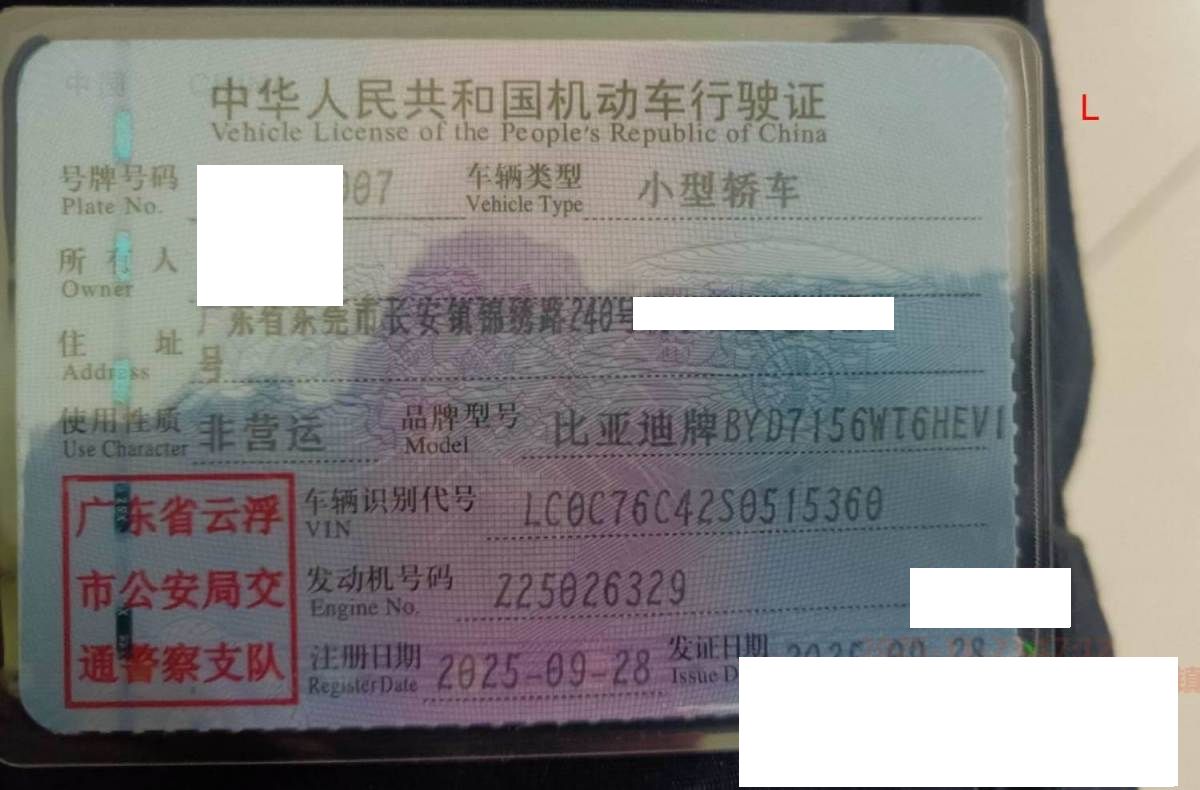 中华人民共和国机动车行驶证
Vehicle License of the People's Republic of China
号牌号码 007 车辆类型 小型轿车
Plate No. Vehicle Type
所有人
Owner
住址 广东省东莞市长安镇锦绣路240号
Address 号
使用性质 非营运 品牌型号 比亚迪牌BYD7156WT6HEV1
Use Character Model
广东省云浮 车辆识别代号 LC0C76C42S0515360
VIN
市公安局交 发动机号码 Z25026329
Engine No.
通警察支队 注册日期 2025-09-28 发证日期 2025-09-28
Register Date Issue
L